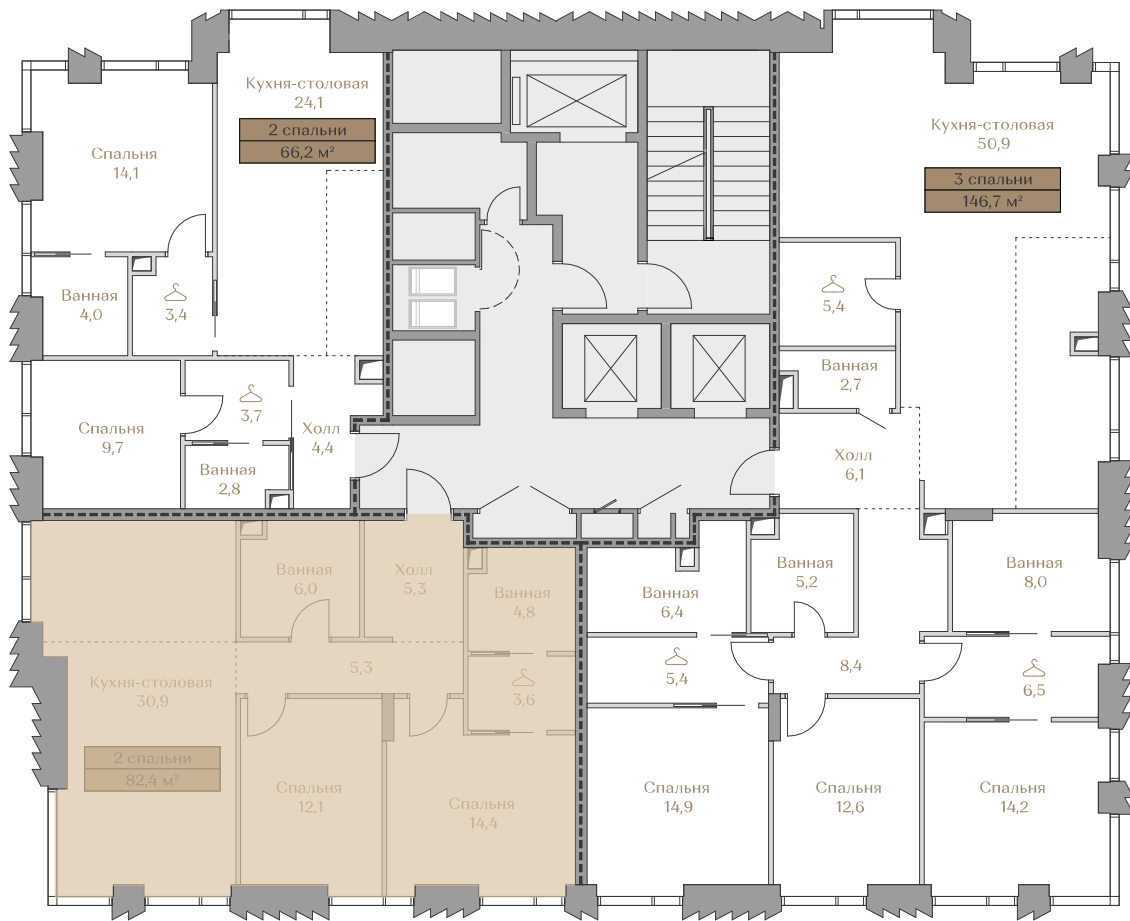 Кухня-столовая
24,1
2 спальни
66,2 м²
Спальня
14,1
Ванная
4,0
3,4
Спальня
9,7
3,7
Ванная
2,8
Холл
4,4
Кухня-столовая
50,9
3 спальни
146,7 м²
5,4
Ванная
2,7
Холл
6,1
Ванная
6,0
Холл
5,3
Ванная
4,8
5,3
3,6
Кухня-столовая
30,9
2 спальни
82,4 м²
Спальня
12,1
Спальня
14,4
Ванная
6,4
Ванная
5,2
Ванная
8,0
5,4
8,4
6,5
Спальня
14,9
Спальня
12,6
Спальня
14,2